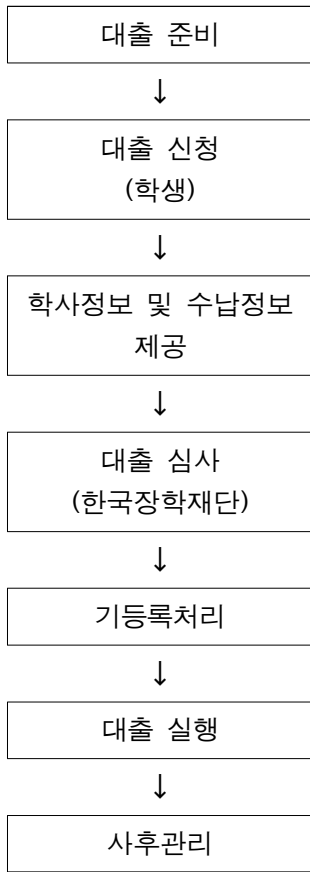 대출 준비
↓
대출 신청
(학생)
↓
학사정보 및 수납정보
제공
↓
대출 심사
(한국장학재단)
↓
기등록처리
↓
대출 실행
↓
사후관리